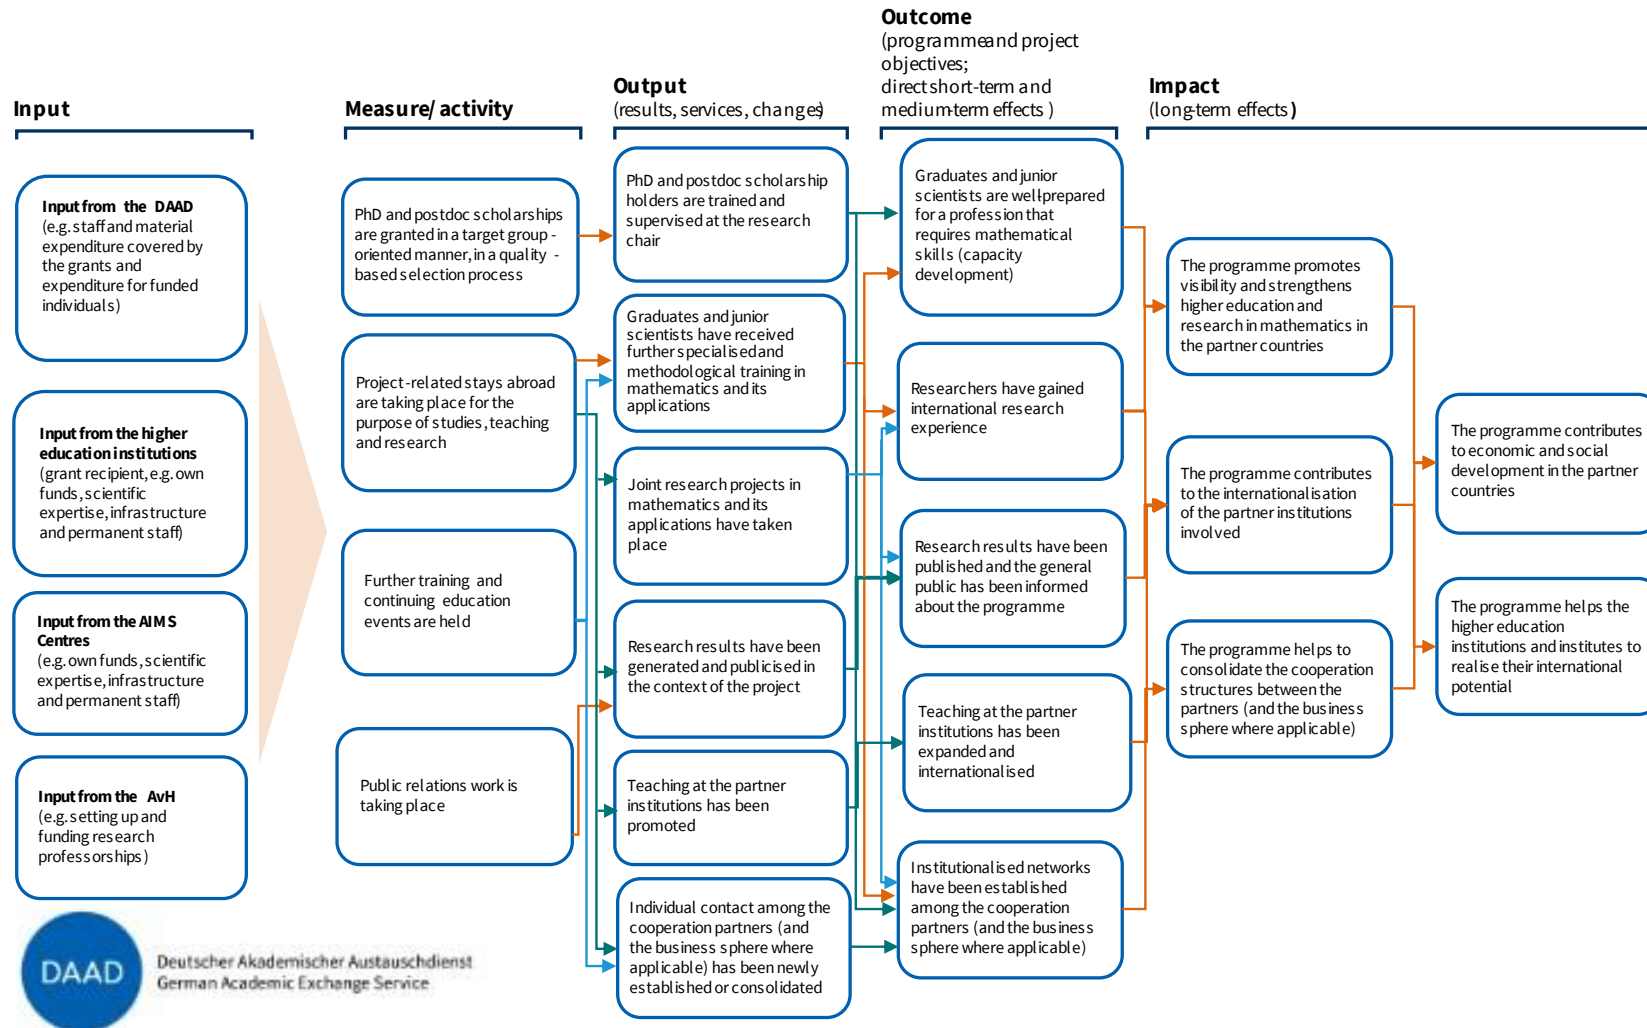 Input
Input from the DAAD
(e.g. staff and material
expenditure covered by
the grants and
expenditure for funded
individuals)
Input from the higher
education institutions
(grant recipient, e.g. own
funds, scientific
expertise, infrastructure
and permanent staff)
Input from the AIMS
Centres
(e.g. own funds, scientific
expertise, infrastructure
and permanent staff)
Input from the AvH
(e.g. setting up and
funding research
professorships)
Measure/ activity
PhD and postdoc scholarships
are granted in a target group -
oriented manner, in a quality -
based selection process
Project-related stays abroad
are taking place for the
purpose of studies, teaching
and research
Further training and
continuing education
events are held
Public relations work is
taking place
Output
(results, services, changes)
PhD and postdoc scholarship
holders are trained and
supervised at the research
chair
Graduates and junior
scientists have received
further specialised and
methodological training in
mathematics and its
applications
Joint research projects in
mathematics and its
applications have taken
place
Research results have been
generated and publicised in
the context of the project
Teaching at the partner
institutions has been
promoted
Individual contact among the
cooperation partners (and
the business sphere where
applicable) has been newly
established or consolidated
Outcome
(programme and project
objectives;
direct short-term and
medium-term effects )
Graduates and junior
scientists are well-prepared
for a profession that
requires mathematical
skills (capacity
development)
Researchers have gained
international research
experience
Research results have been
published and the general
public has been informed
about the programme
Teaching at the partner
institutions has been
expanded and
internationalised
Institutionalised networks
have been established
among the cooperation
partners (and the business
sphere where applicable)
Impact
(long-term effects )
The programme promotes
visibility and strengthens
higher education and
research in mathematics in
the partner countries
The programme contributes
to the internationalisation
of the partner institutions
involved
The programme helps to
consolidate the cooperation
structures between the
partners (and the business
sphere where applicable)
The programme contributes
to economic and social
development in the partner
countries
The programme helps the
higher education
institutions and institutes to
realise their international
potential
DAAD
Deutscher Akademischer Austauschdienst
German Academic Exchange Service